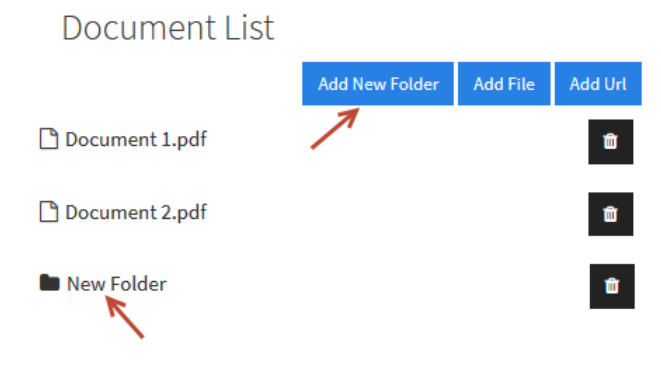 Document List
Add New Folder Add File Add Url
Document 1.pdf
Document 2.pdf
New Folder